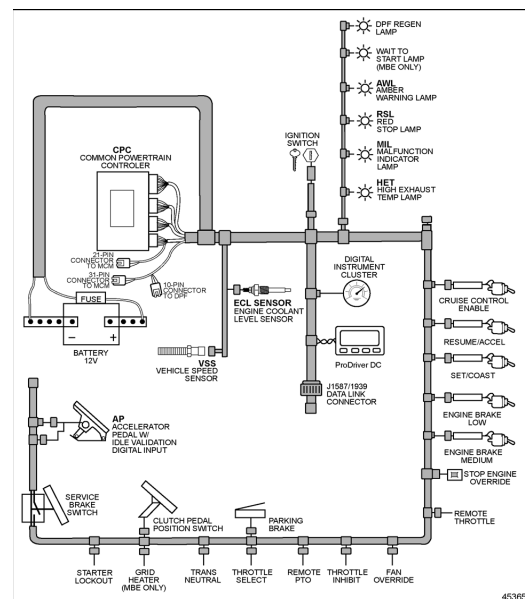 DPF REGEN
LAMP
WAIT TO
START LAMP
(MBE ONLY)
AWL
AMBER
WARNING LAMP
RSL
RED
STOP LAMP
MIL
MALFUNCTION
INDICATOR
LAMP
HET
HIGH EXHAUST
TEMP LAMP
IGNITION
SWITCH
CPC
COMMON POWERTRAIN
CONTROLER
21-PIN
CONNECTOR
TO MCM
31-PIN
CONNECTOR
TO MCM
10-PIN
CONNECTOR
TO DPF
FUSE
− +
BATTERY
12V
ECL SENSOR
ENGINE COOLANT
LEVEL SENSOR
VSS
VEHICLE SPEED
SENSOR
DIGITAL
INSTRUMENT
CLUSTER
ProDriver DC
J1587/1939
DATA LINK
CONNECTOR
CRUISE CONTROL
ENABLE
RESUME/ACCEL
SET/COAST
ENGINE BRAKE
LOW
ENGINE BRAKE
MEDIUM
STOP ENGINE
OVERRIDE
REMOTE
THROTTLE
AP
ACCELERATOR
PEDAL W/
IDLE VALIDATION
DIGITAL INPUT
SERVICE
BRAKE
SWITCH
CLUTCH PEDAL
POSITION SWITCH
PARKING
BRAKE
STARTER
LOCKOUT
GRID
HEATER
(MBE ONLY)
TRANS
NEUTRAL
THROTTLE
SELECT
REMOTE
PTO
THROTTLE
INHIBIT
FAN
OVERRIDE
45365